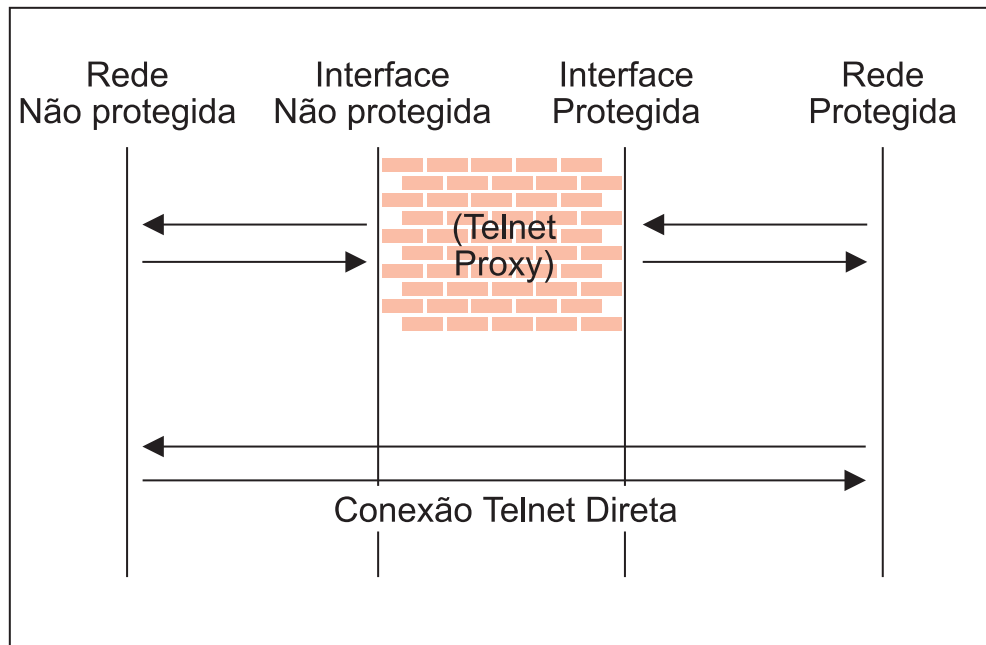 Rede
Não protegida
Interface
Não protegida
Interface
Protegida
Rede
Protegida
(Telnet
Proxy)
Conexão Telnet Direta